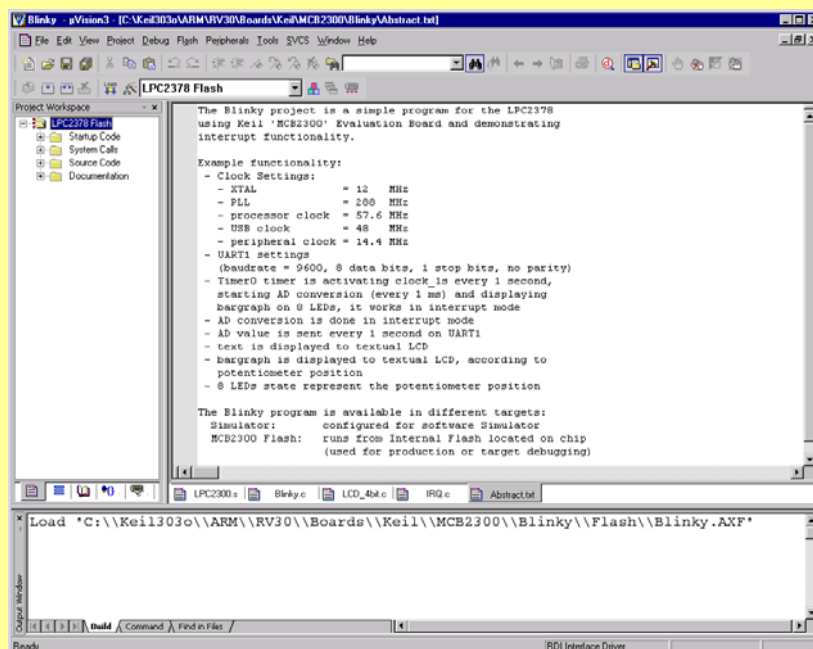 Blinky - µVision3 - [C:\Keil303o\ARM\RV30\Boards\Keil\MCB2300\Blinky\Abstract.txt]
File Edit View Project Debug Flash Peripherals Tools SVCS Window Help
LPC2378 Flash
Project Workspace
LPC2378 Flash
Startup Code
System Calls
Source Code
Documentation
The Blinky project is a simple program for the LPC2378
using Keil 'MCB2300' Evaluation Board and demonstrating
interrupt functionality.
Example functionality:
- Clock Settings:
- XTAL = 12 MHz
- PLL = 288 MHz
- processor clock = 57.6 MHz
- USB clock = 48 MHz
- peripheral clock = 14.4 MHz
- UART1 settings
(baudrate = 9600, 8 data bits, 1 stop bits, no parity)
- Timer0 timer is activating clock_1s every 1 second,
starting AD conversion (every 1 ms) and displaying
bargraph on 8 LEDs, it works in interrupt mode
- AD conversion is done in interrupt mode
- AD value is sent every 1 second on UART1
- text is displayed to textual LCD
- bargraph is displayed to textual LCD, according to
potentiometer position
- 8 LEDs state represent the potentiometer position
The Blinky program is available in different targets:
Simulator: configured for software Simulator
MCB2300 Flash: runs from Internal Flash located on chip
(used for production or target debugging)
LPC2300.s Blinky.c LCD_4bit.c IRQ.c Abstract.txt
Load "C:\\Keil303o\\ARM\\RV30\\Boards\\Keil\\MCB2300\\Blinky\\Flash\\Blinky.AXF"
Output Window
Build Command Find in Files
Ready BDI Interface Driver